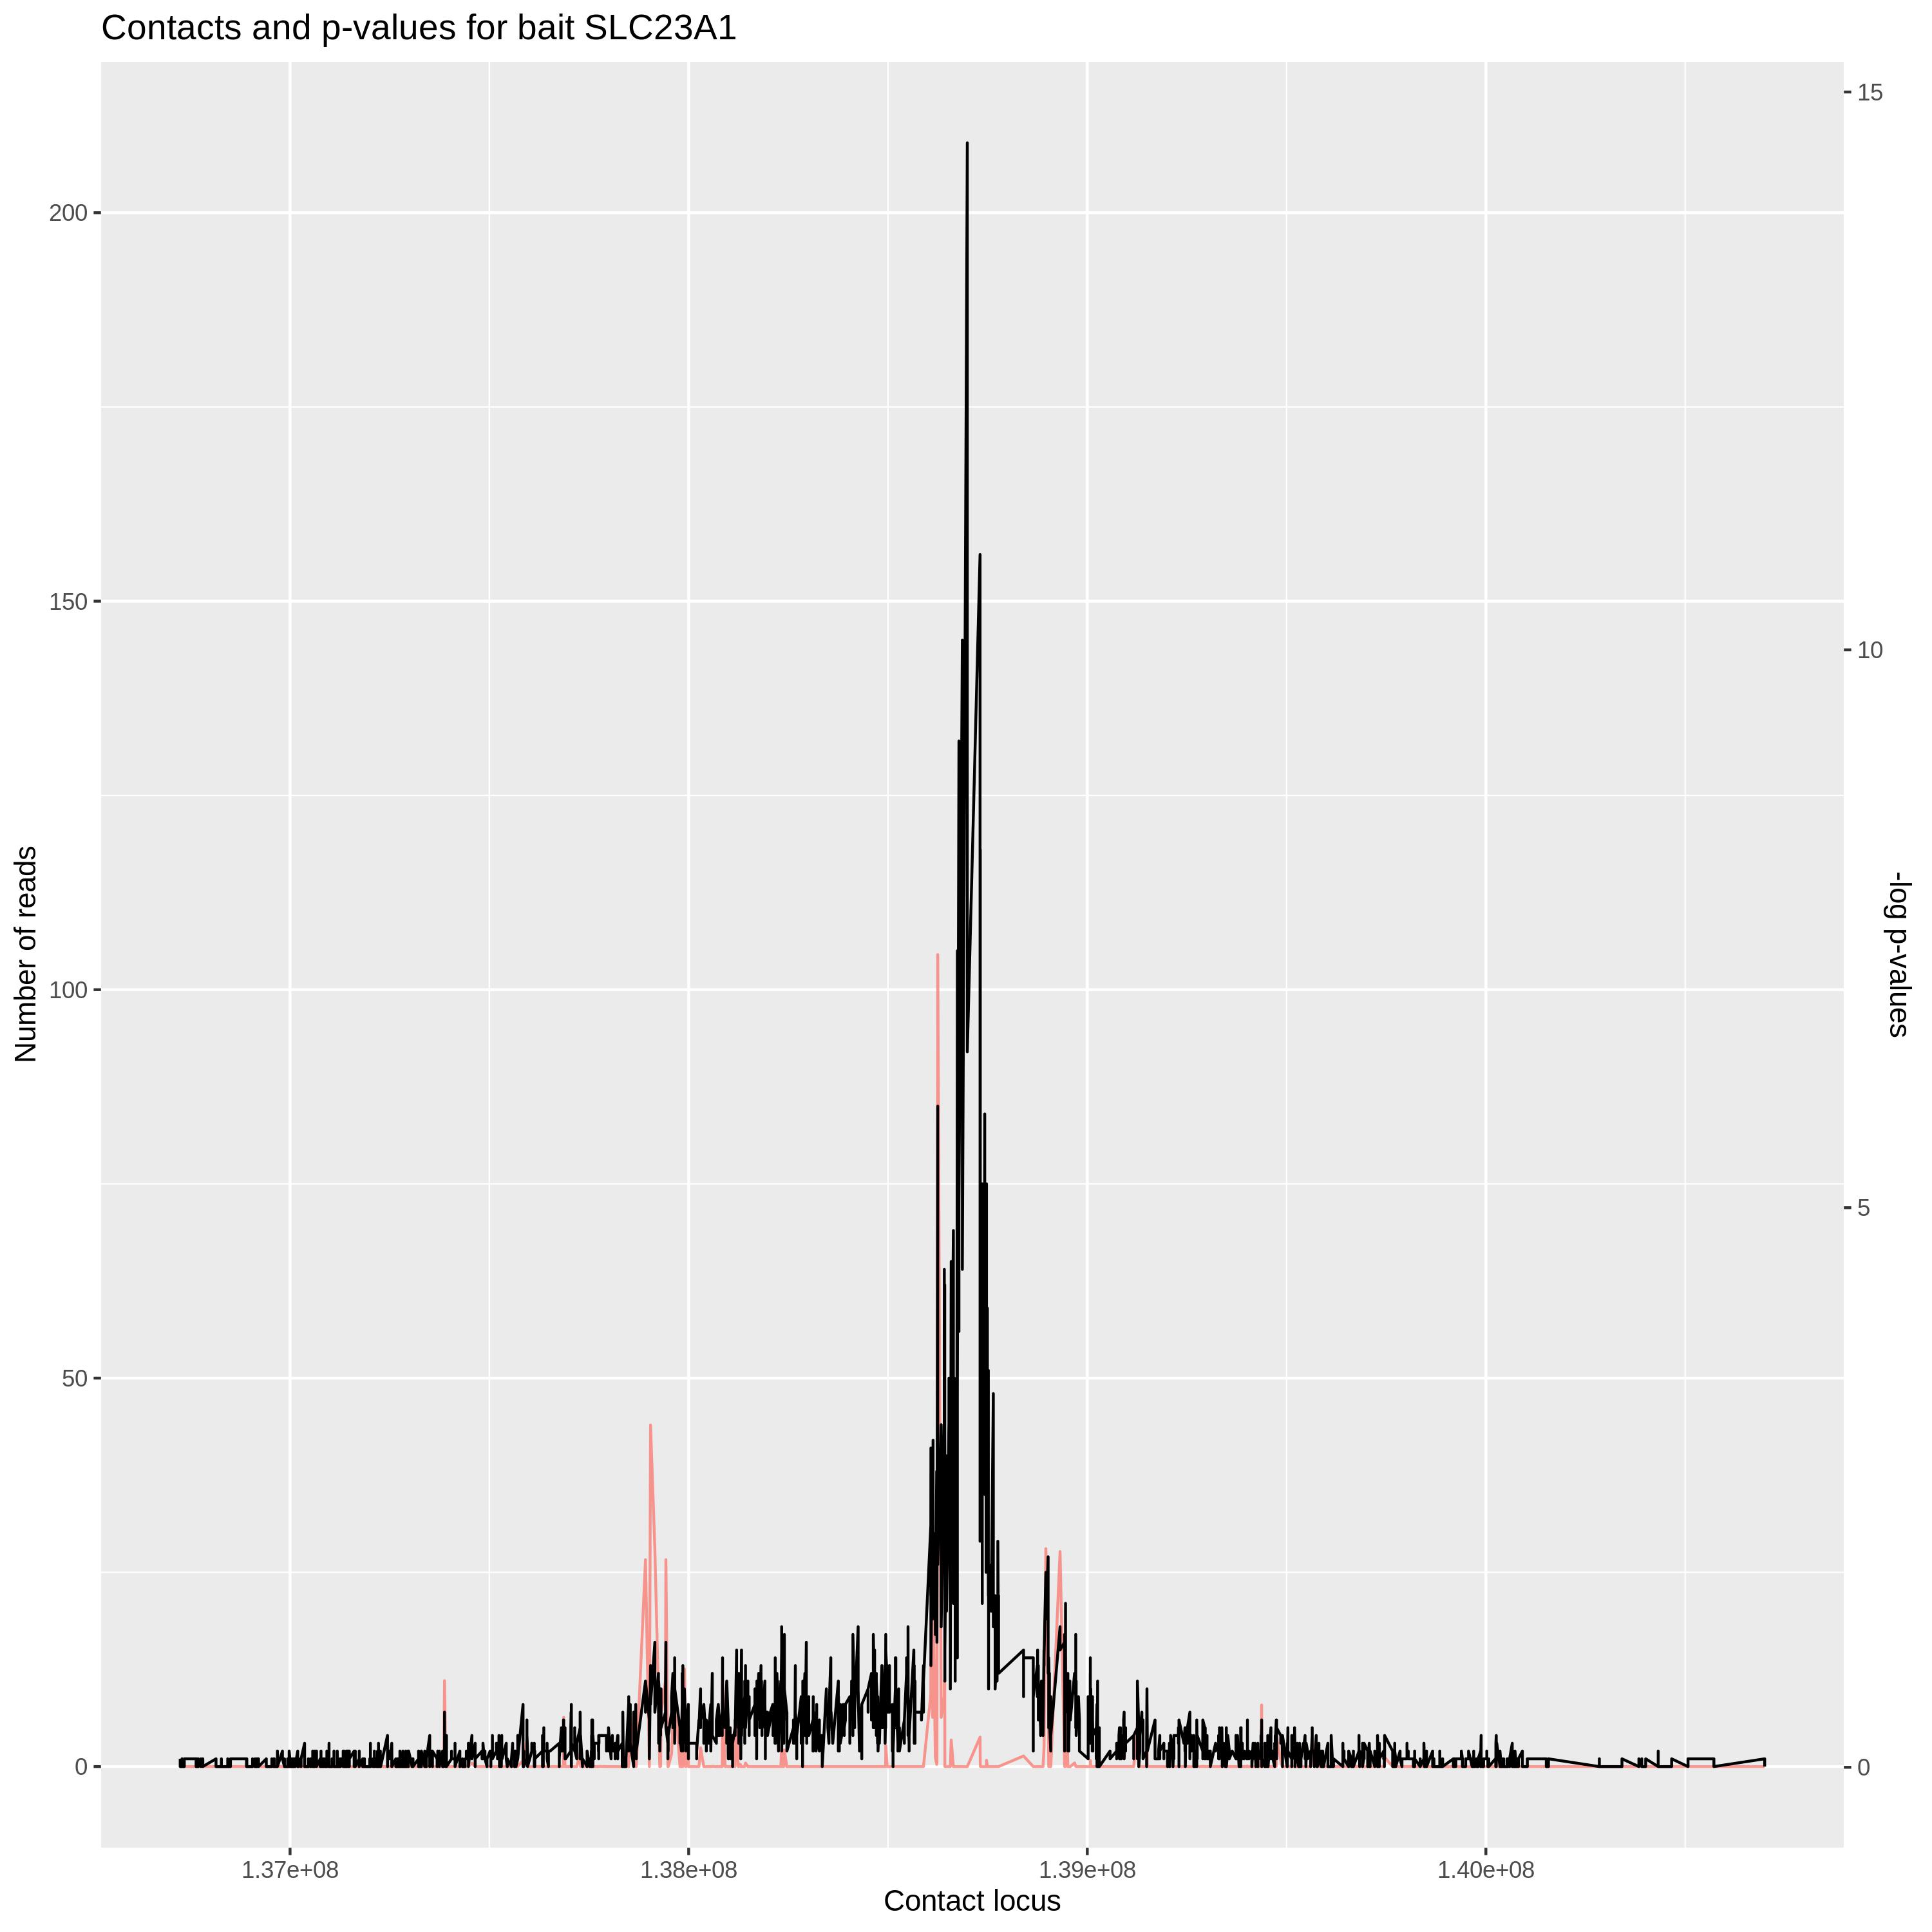 Contacts and p-values for bait SLC23A1
Number of reads
200
150
100
50
0
15
10
5
0
-log p-values
1.37e+08
1.38e+08
1.39e+08
1.40e+08
Contact locus